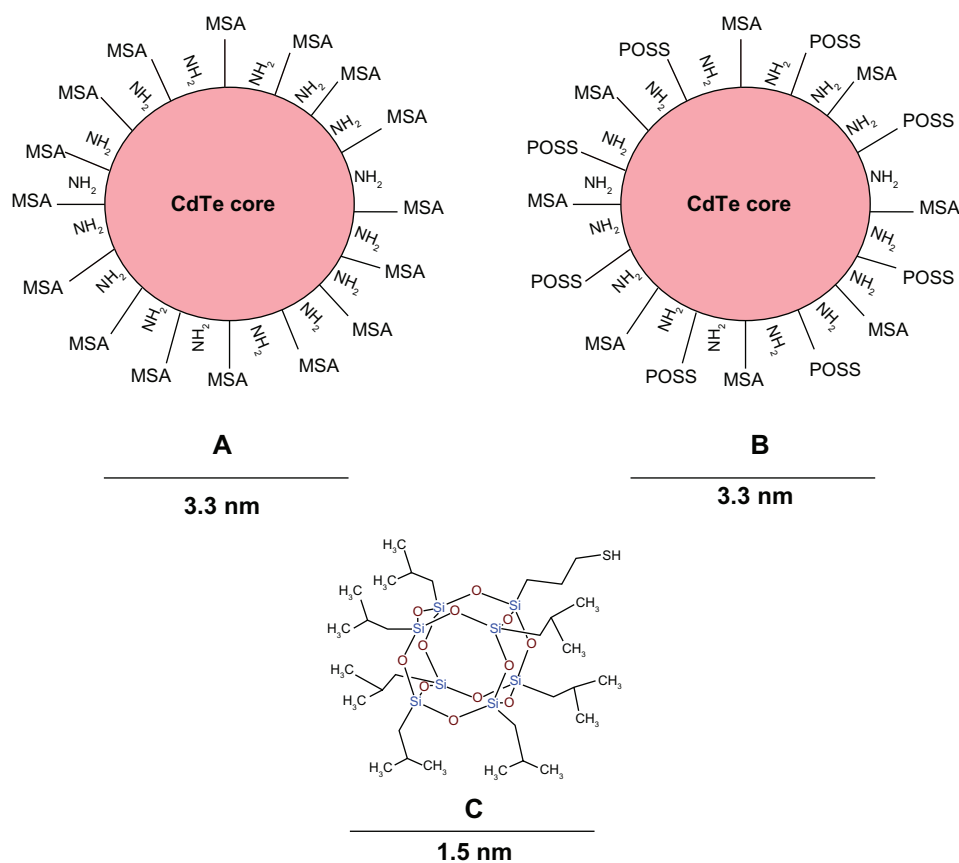 MSA
MSA
MSA
NH₂
NH₂
MSA
MSA
NH₂
NH₂
MSA
NH₂
NH₂
MSA
NH₂
NH₂
MSA
CdTe core
MSA
NH₂
NH₂
MSA
MSA
NH₂
NH₂
MSA
NH₂
NH₂
MSA
NH₂
NH₂
MSA
MSA
MSA
A
3.3 nm
MSA
POSS
POSS
NH₂
NH₂
MSA
MSA
NH₂
NH₂
POSS
NH₂
NH₂
POSS
NH₂
NH₂
MSA
CdTe core
MSA
NH₂
NH₂
POSS
POSS
NH₂
NH₂
MSA
NH₂
NH₂
MSA
NH₂
NH₂
POSS
POSS
MSA
B
3.3 nm
H₃C
CH₃
SH
H₃C
O
CH₃
H₃C
Si
Si
O
O
O
H₃C
Si
Si
CH₃
O
O
O
O
H₃C
CH₃
Si
Si
H₃C
O
O
Si
Si
O
CH₃
O
H₃C
CH₃
H₃C
CH₃
C
1.5 nm